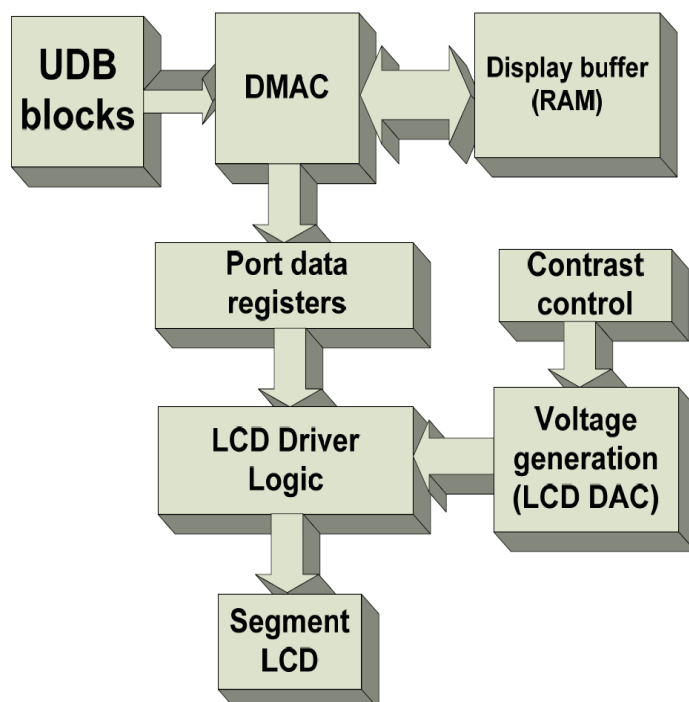 UDB
blocks
DMAC
Display buffer
(RAM)
Port data
registers
Contrast
control
LCD Driver
Logic
Voltage
generation
(LCD DAC)
Segment
LCD